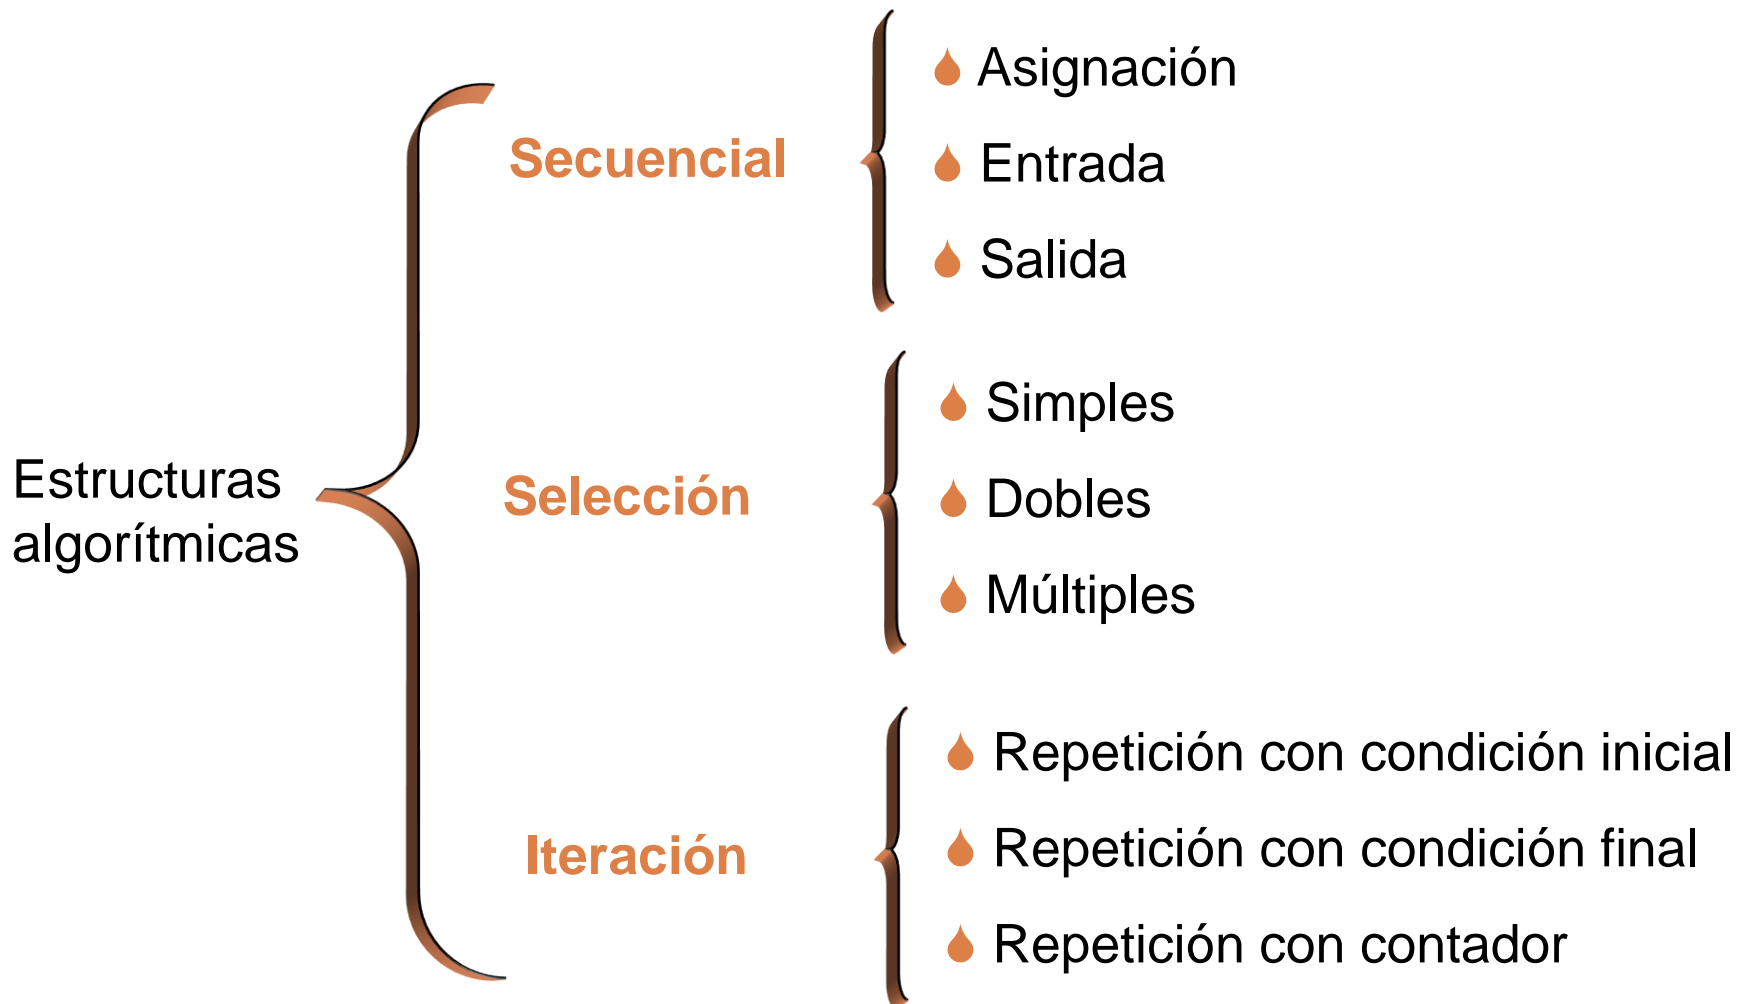 Estructuras
algorítmicas
Secuencial
Asignación
Entrada
Salida
Selección
Simples
Dobles
Múltiples
Iteración
Repetición con condición inicial
Repetición con condición final
Repetición con contador